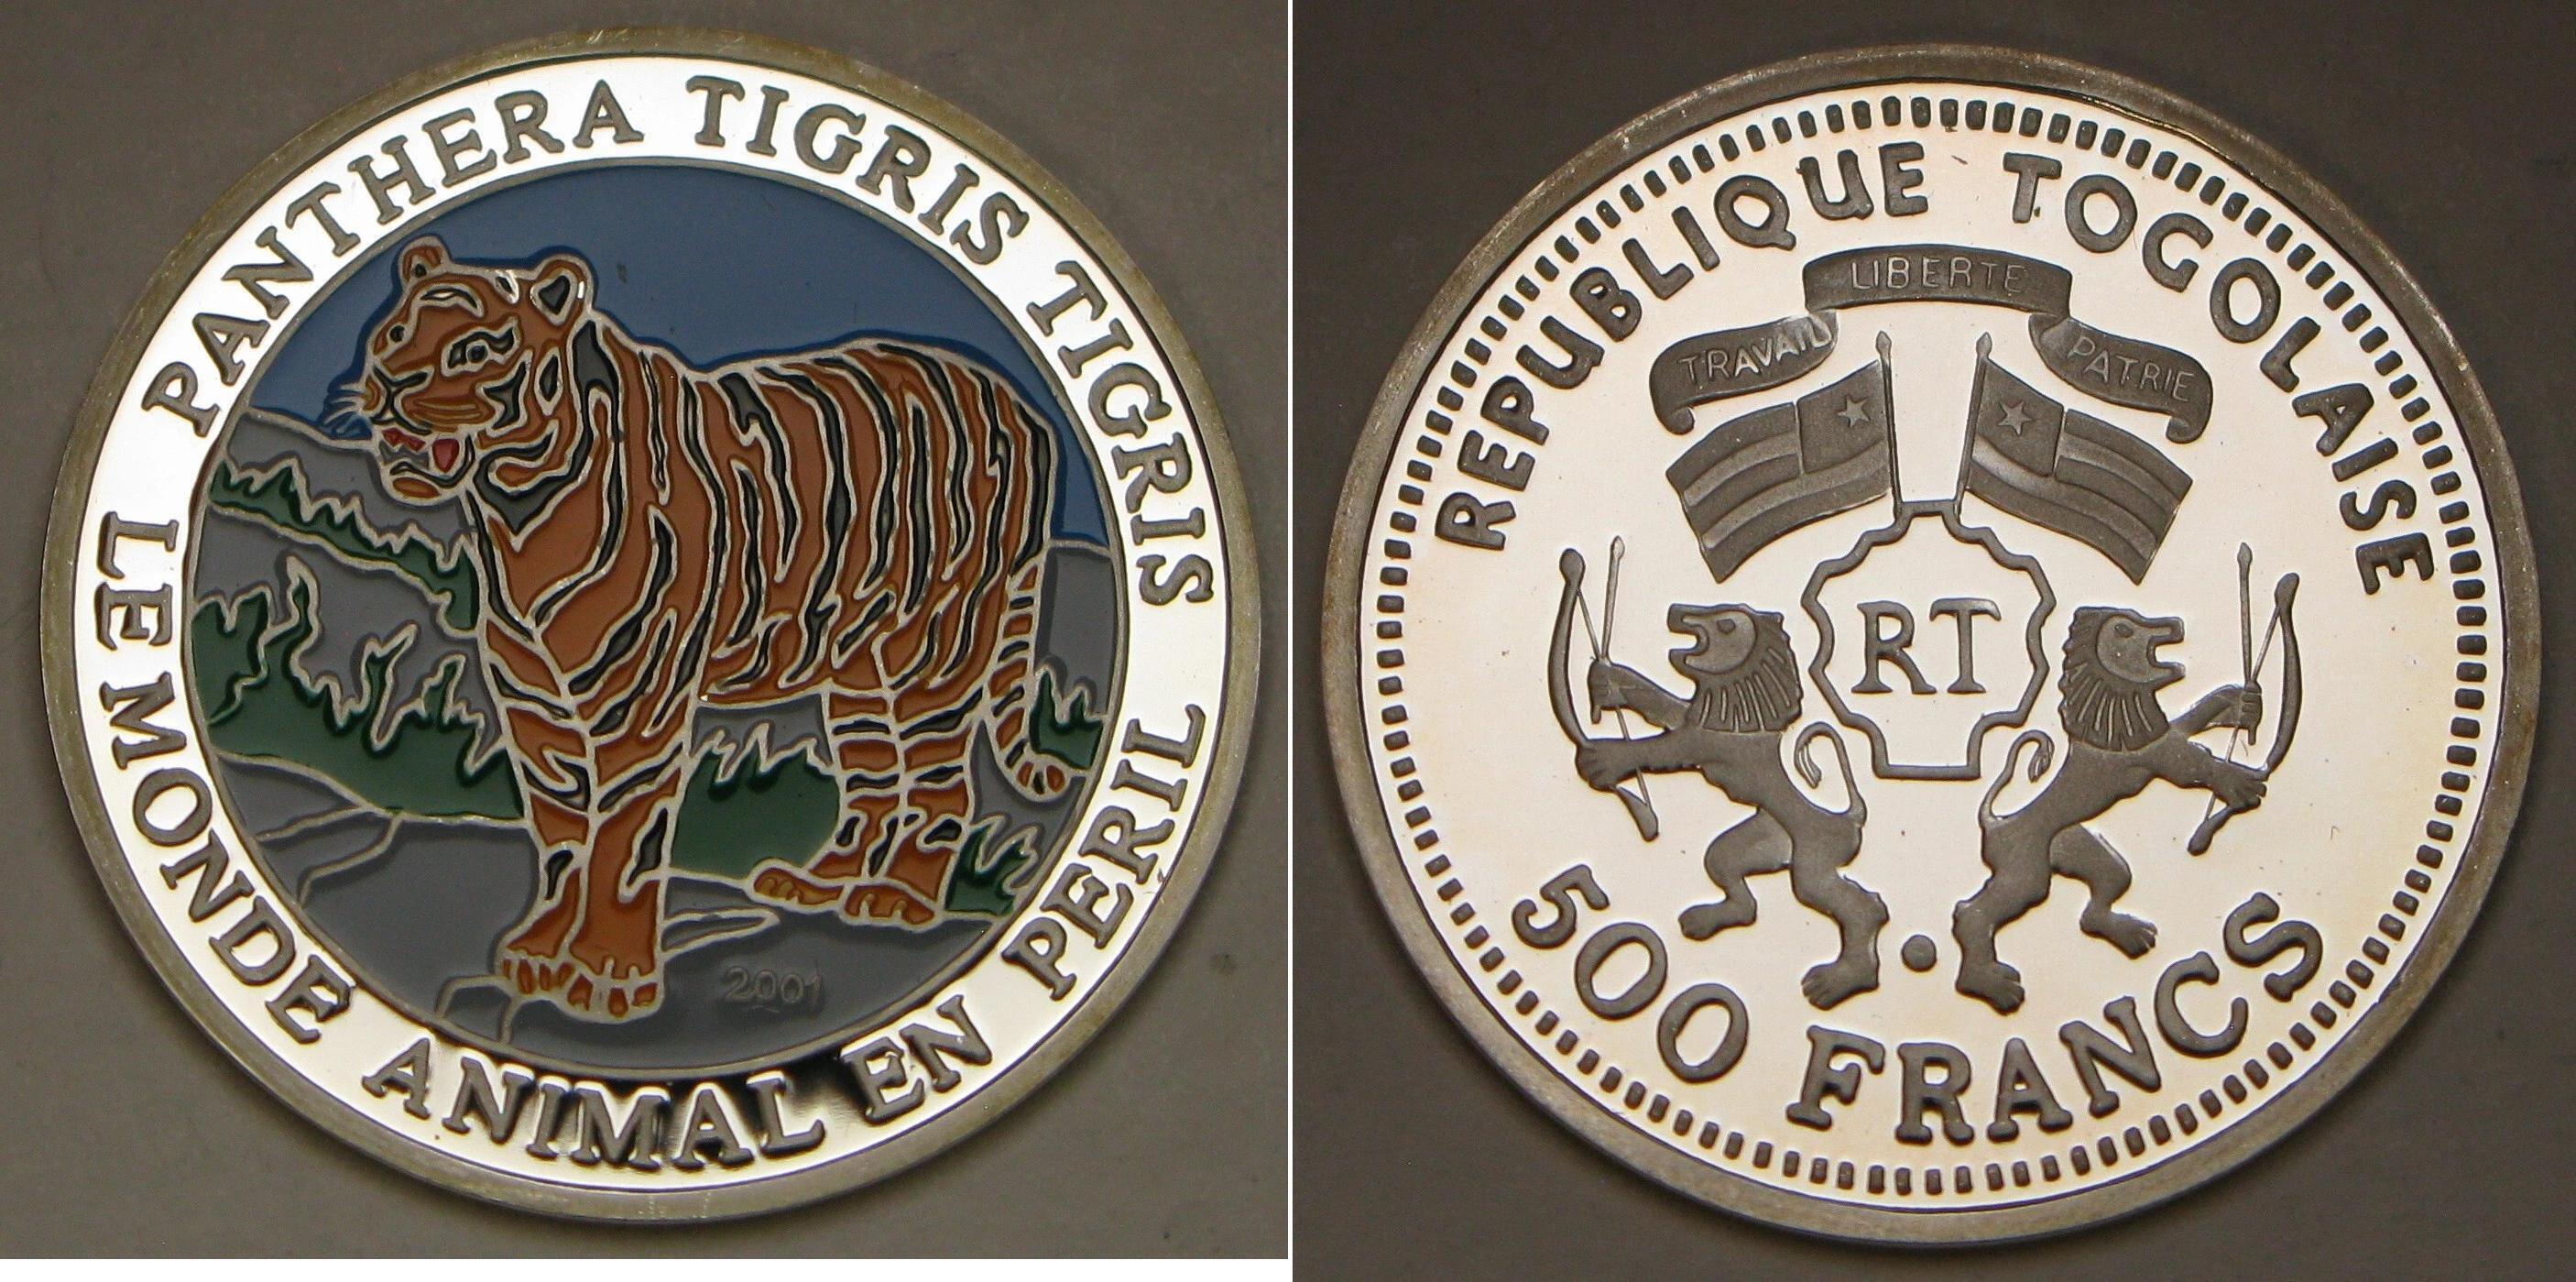 PANTHERA TIGRIS TIGRIS
LE MONDE ANIMAL EN PERIL
2001
REPUBLIQUE TOGOLAISE
TRAVAIL LIBERTE PATRIE
RT
500 FRANCS